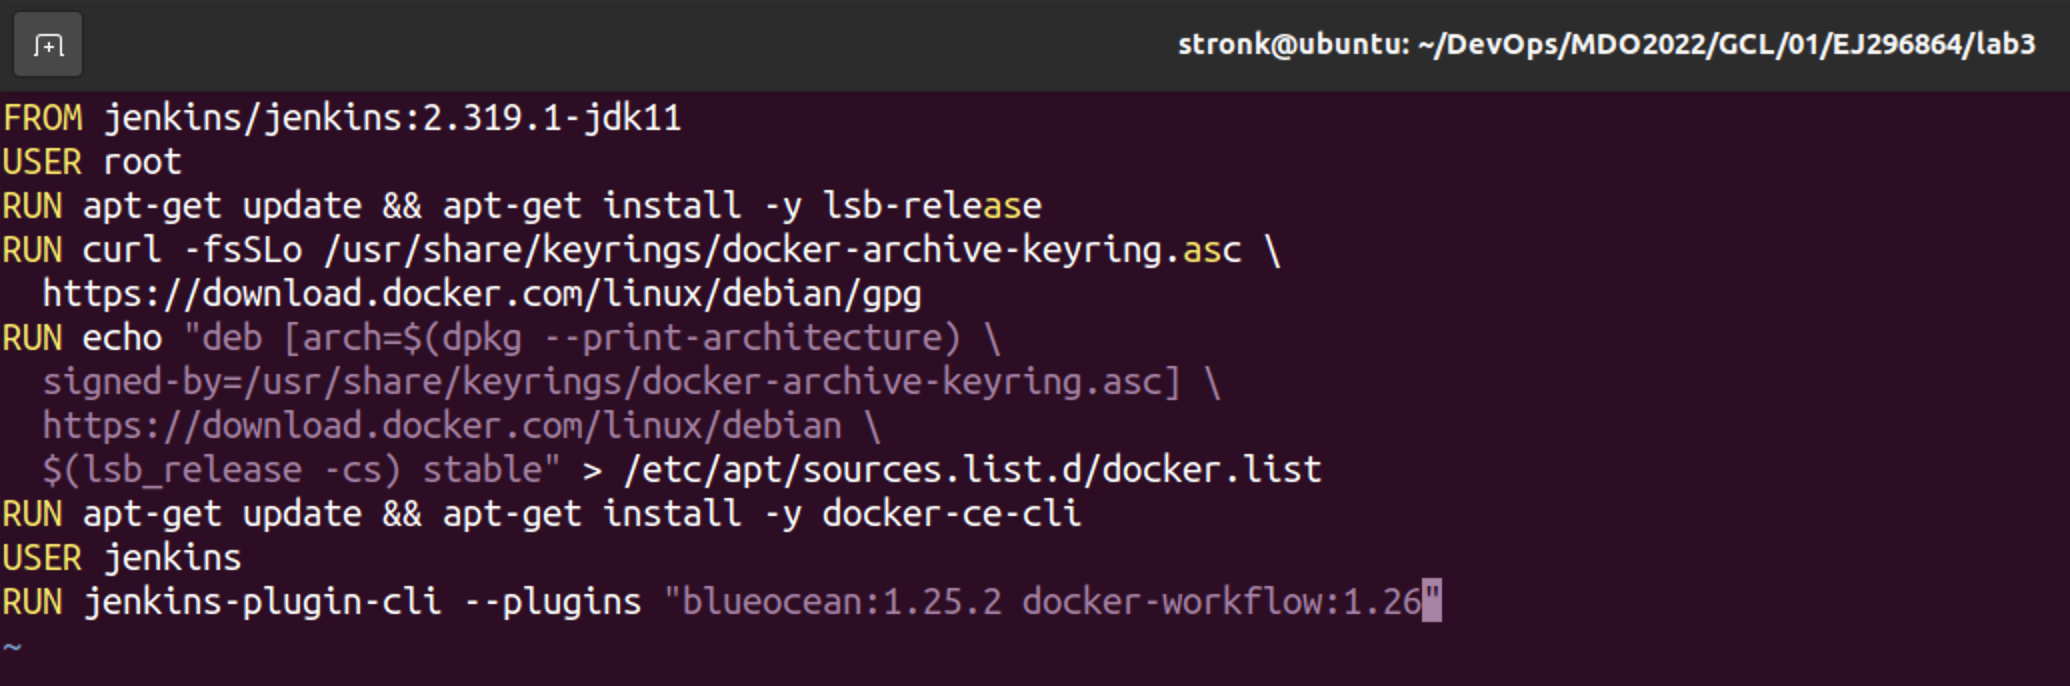 stronk@ubuntu: ~/DevOps/MDO2022/GCL/01/EJ296864/lab3
FROM jenkins/jenkins:2.319.1-jdk11
USER root
RUN apt-get update && apt-get install -y lsb-release
RUN curl -fsSLo /usr/share/keyrings/docker-archive-keyring.asc \
  https://download.docker.com/linux/debian/gpg
RUN echo "deb [arch=$(dpkg --print-architecture) \
  signed-by=/usr/share/keyrings/docker-archive-keyring.asc] \
  https://download.docker.com/linux/debian \
  $(lsb_release -cs) stable" > /etc/apt/sources.list.d/docker.list
RUN apt-get update && apt-get install -y docker-ce-cli
USER jenkins
RUN jenkins-plugin-cli --plugins "blueocean:1.25.2 docker-workflow:1.26"
~